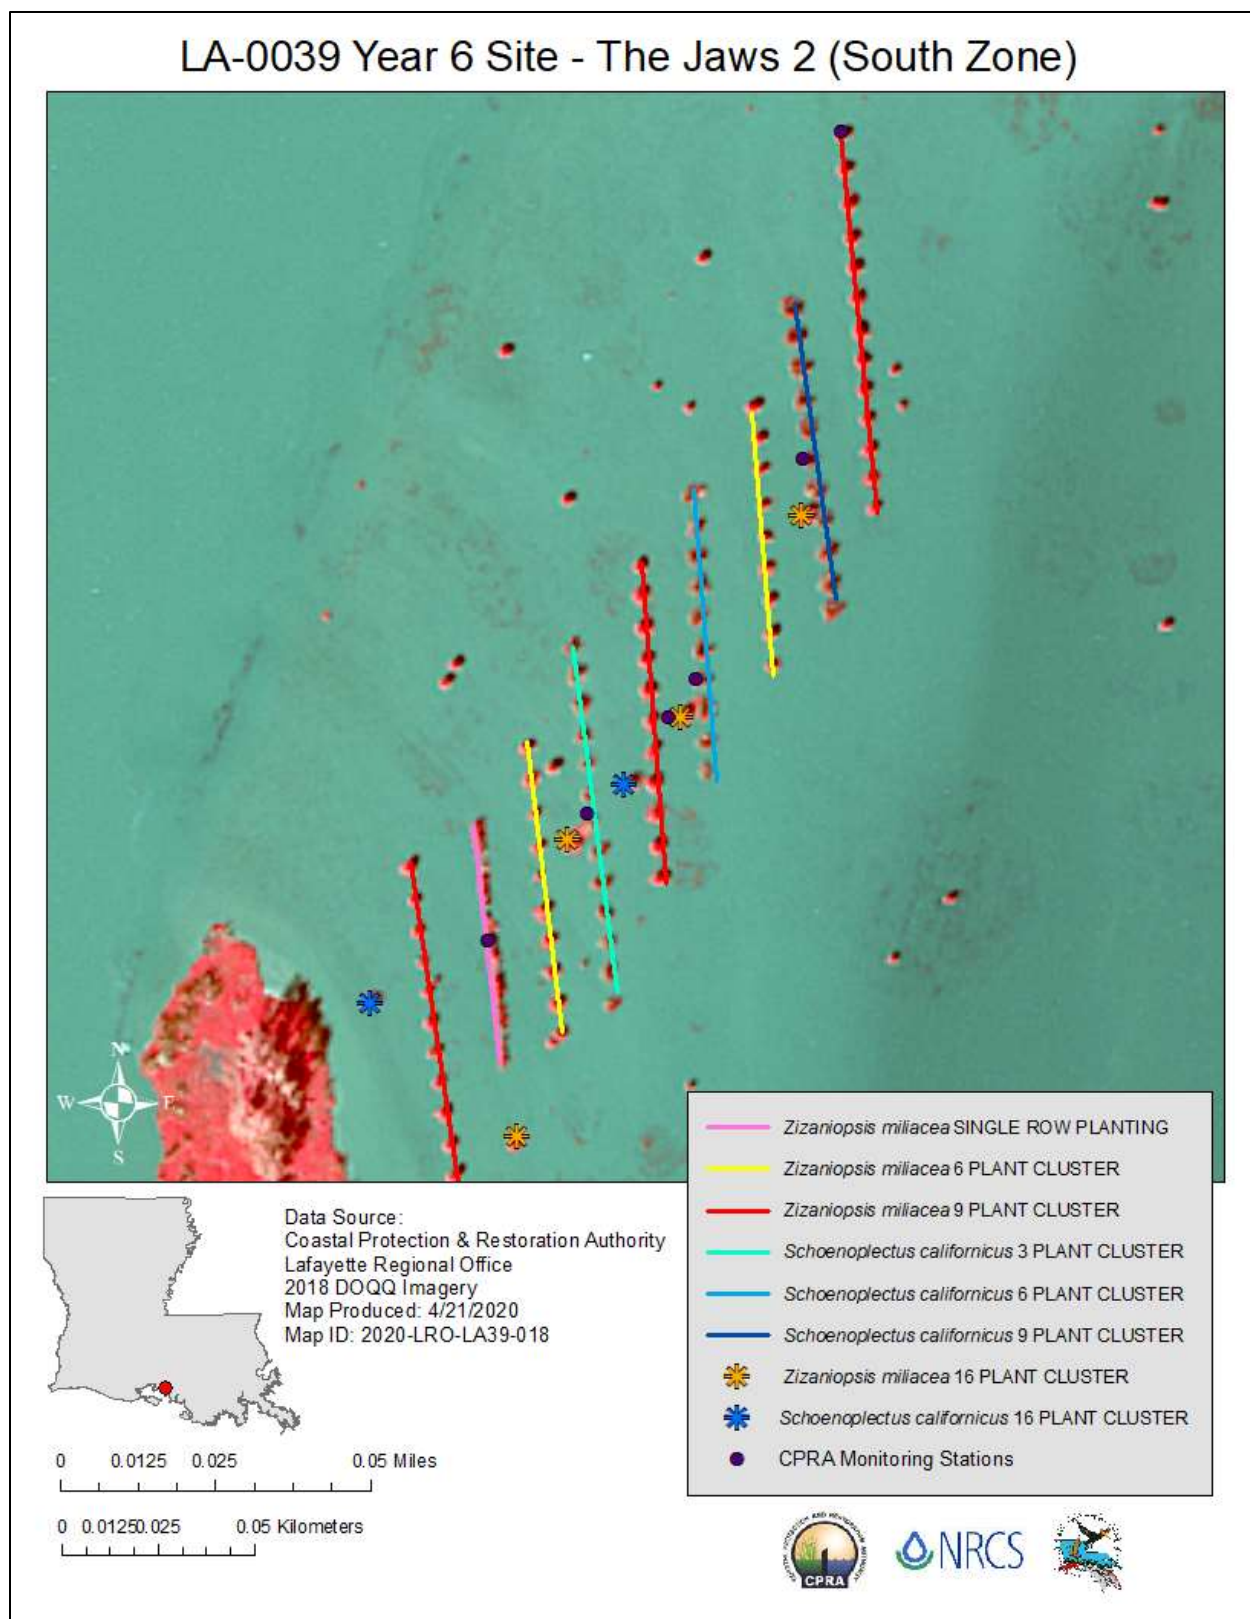 LA-0039 Year 6 Site - The Jaws 2 (South Zone)
N
W E
S
Zizaniopsis miliacea SINGLE ROW PLANTING
Zizaniopsis miliacea 6 PLANT CLUSTER
Zizaniopsis miliacea 9 PLANT CLUSTER
Schoenoplectus californicus 3 PLANT CLUSTER
Schoenoplectus californicus 6 PLANT CLUSTER
Schoenoplectus californicus 9 PLANT CLUSTER
Zizaniopsis miliacea 16 PLANT CLUSTER
Schoenoplectus californicus 16 PLANT CLUSTER
CPRA Monitoring Stations
Data Source:
Coastal Protection & Restoration Authority
Lafayette Regional Office
2018 DOQQ Imagery
Map Produced: 4/21/2020
Map ID: 2020-LRO-LA39-018
0 0.0125 0.025 0.05 Miles
0 0.0125 0.025 0.05 Kilometers
CPRA
NRCS